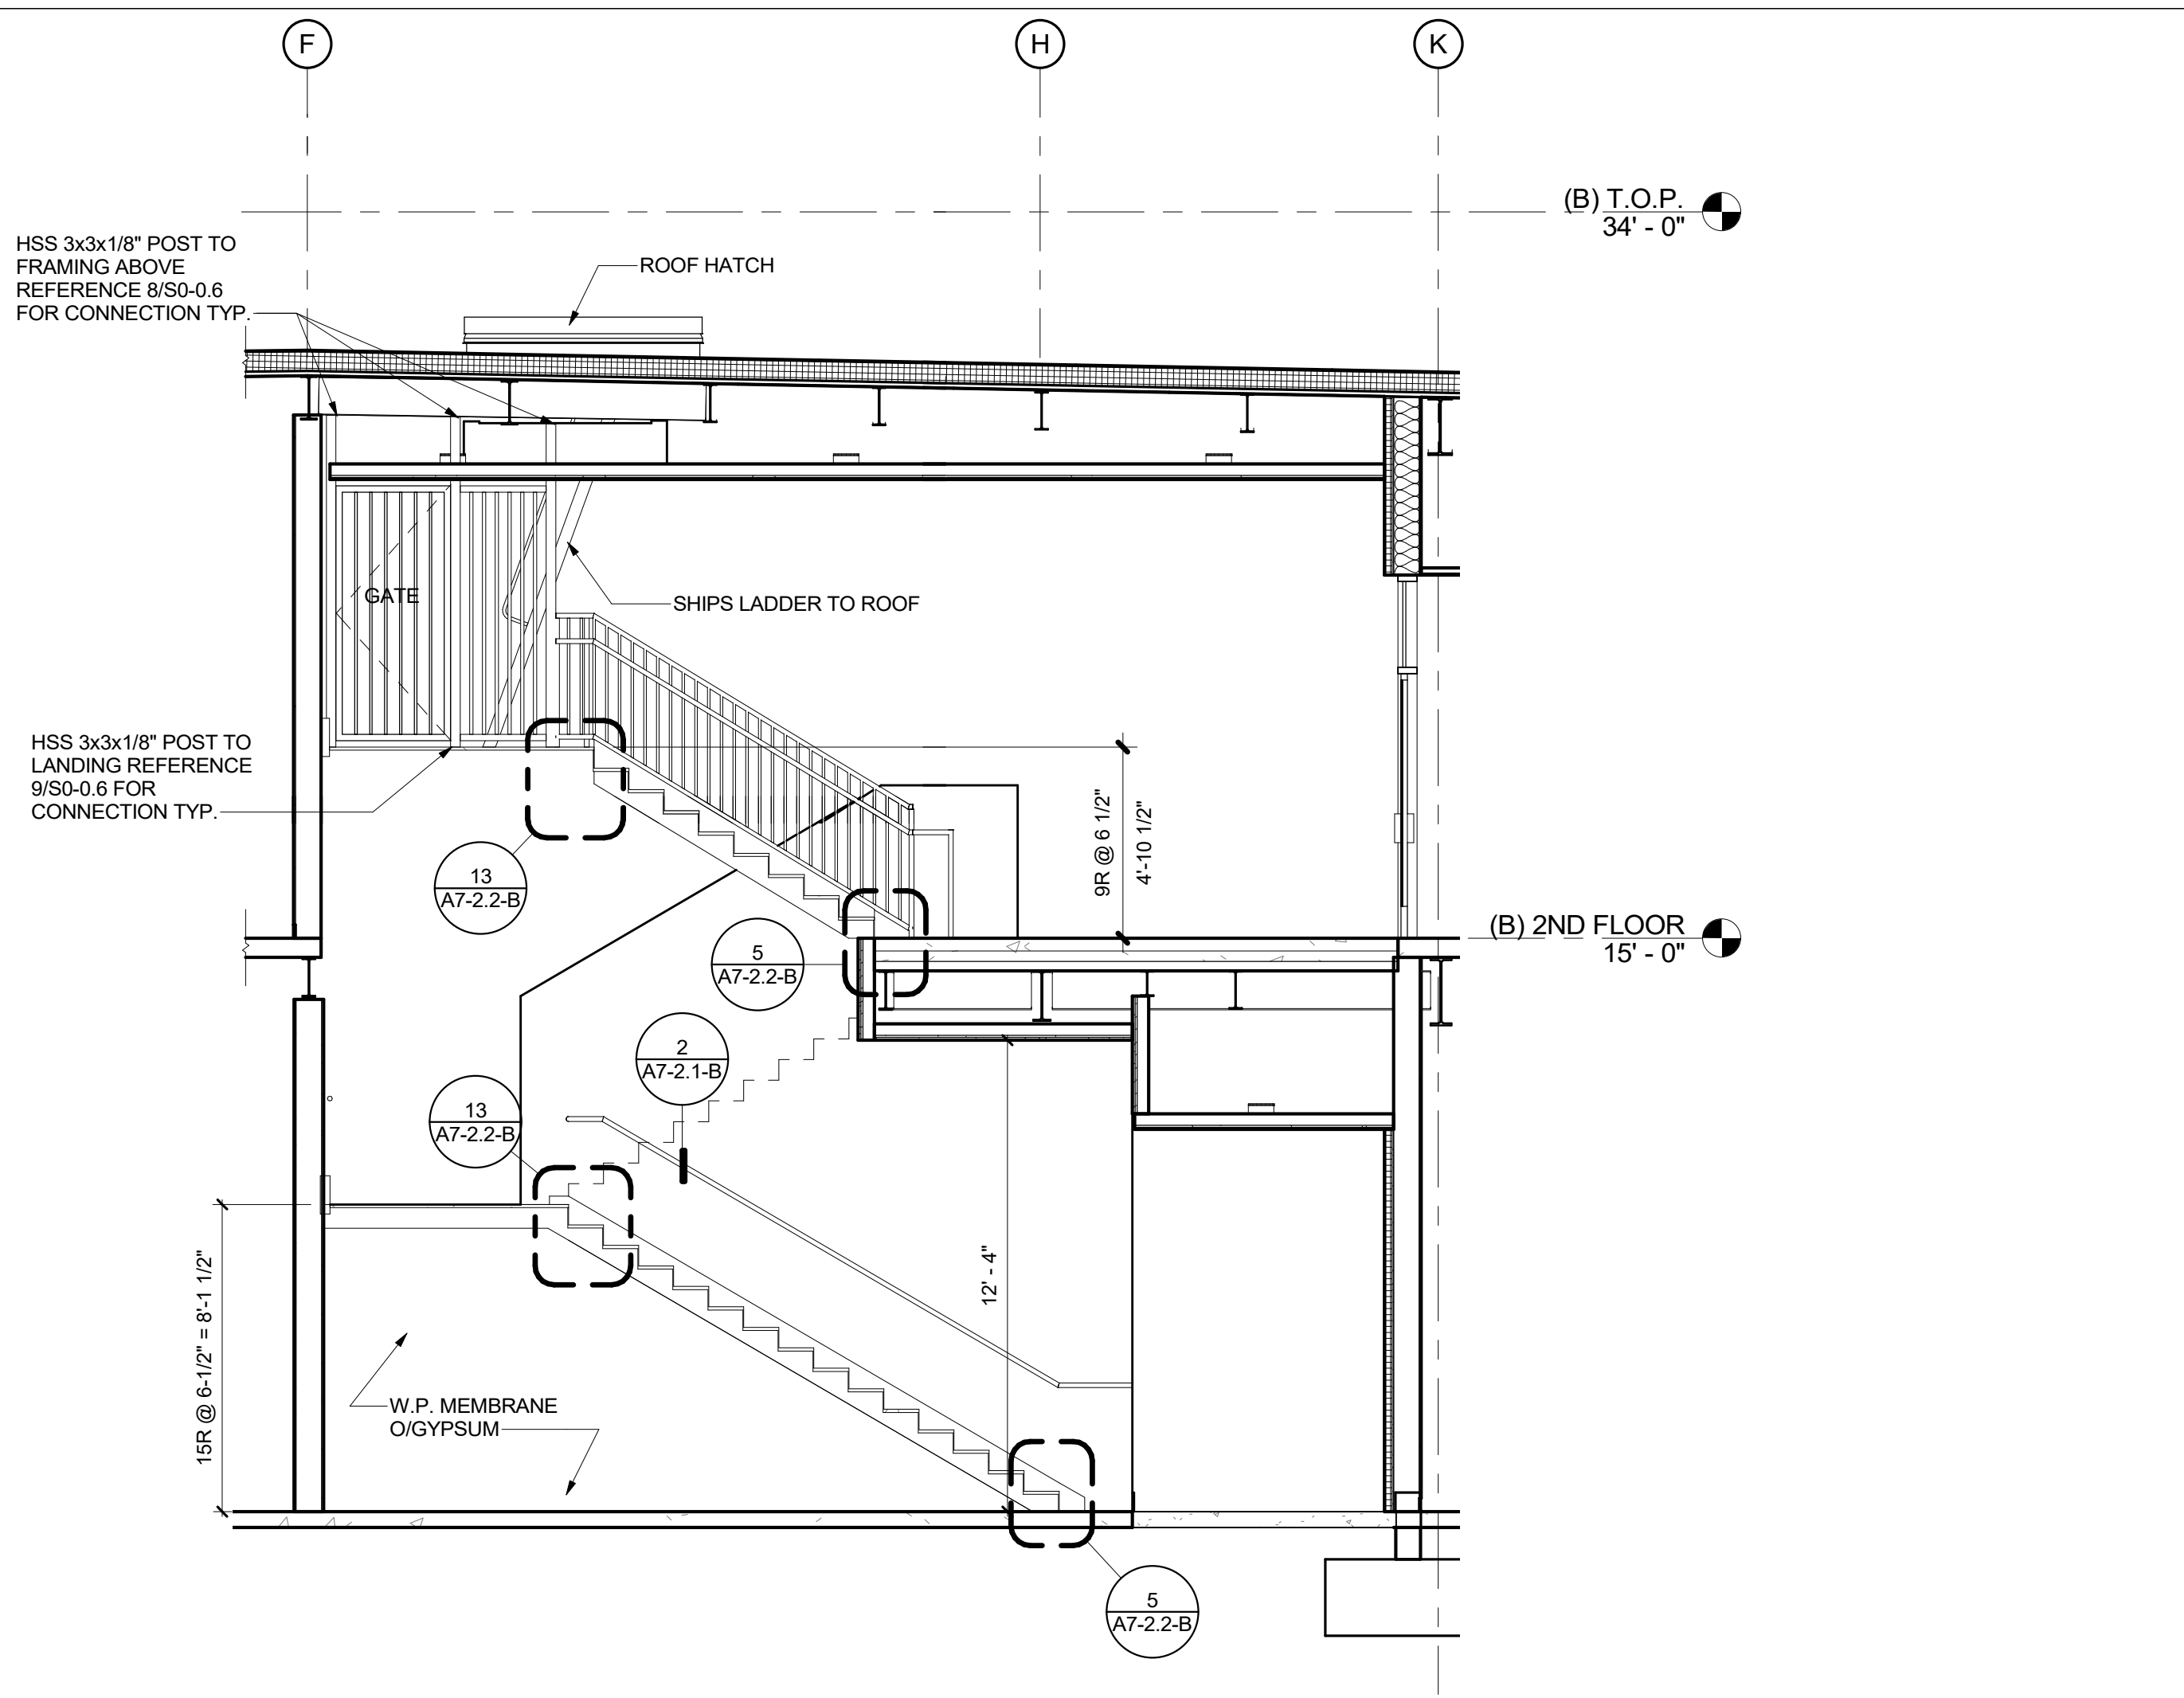 F
H
K
(B) T.O.P.
34' - 0"
HSS 3x3x1/8" POST TO
FRAMING ABOVE
REFERENCE 8/S0-0.6
FOR CONNECTION TYP.
ROOF HATCH
GATE
SHIPS LADDER TO ROOF
HSS 3x3x1/8" POST TO
LANDING REFERENCE
9/S0-0.6 FOR
CONNECTION TYP.
9R @ 6 1/2"
4'-10 1/2"
13
A7-2.2-B
5
A7-2.2-B
(B) 2ND FLOOR
15' - 0"
2
A7-2.1-B
13
A7-2.2-B
12' - 4"
15R @ 6-1/2" = 8'-1 1/2"
W.P. MEMBRANE
O/GYPSUM
5
A7-2.2-B